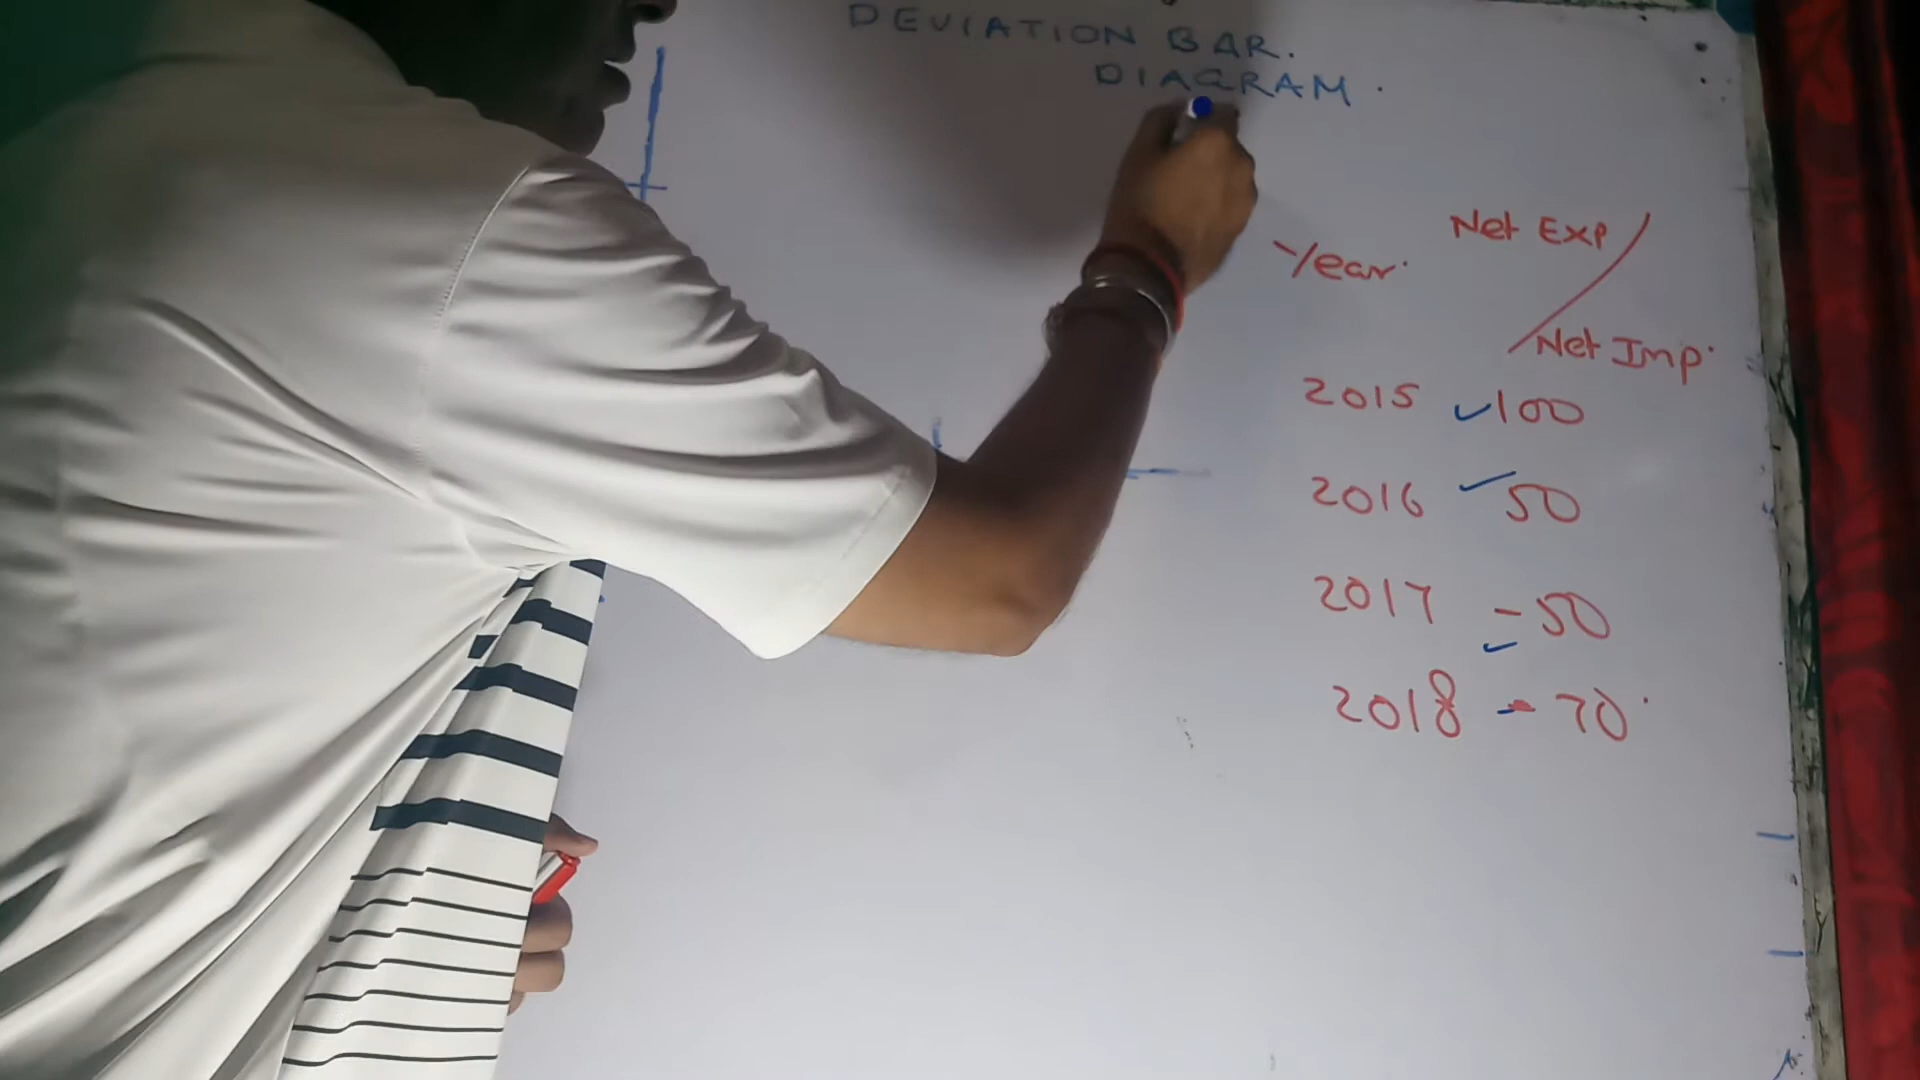 DEVIATION BAR.
DIAGRAM.
Year. Net Exp / Net Imp.
2015 100
2016 50
2017 -50
2018 -70